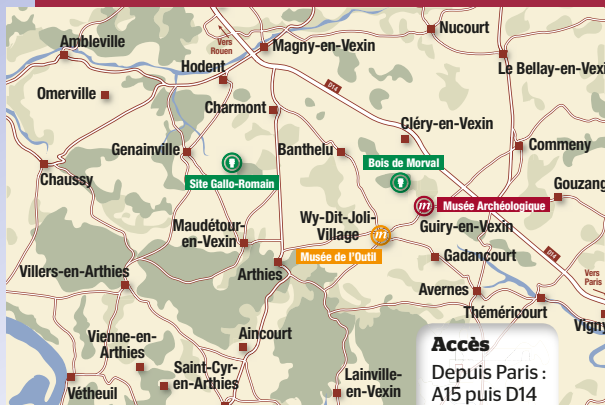 Nucourt
Ambleville
Vers
Rouen
Magny-en-Vexin
Hodent
D14
Le Bellay-en-Vexi
Omerville
Charmont
Cléry-en-Vexin
Genainville
Banthelu
Bois de Morval
Commeny
Chaussy
Site Gallo-Romain
Gouzang
Musée Archéologique
Wy-Dit-Joli-
Village
Maudétour-
en-Vexin
Guiry-en-Vexin
Musée de l'Outil
D14
Gadancourt
Arthies
Villers-en-Arthies
Vers
Paris
Avernes
Théméricourt
Vigny
Vienne-en-
Arthies
Aincourt
Accès
Saint-Cyr-
en-Arthies
Lainville-
en-Vexin
Vétheuil
Depuis Paris :
A15 puis D14